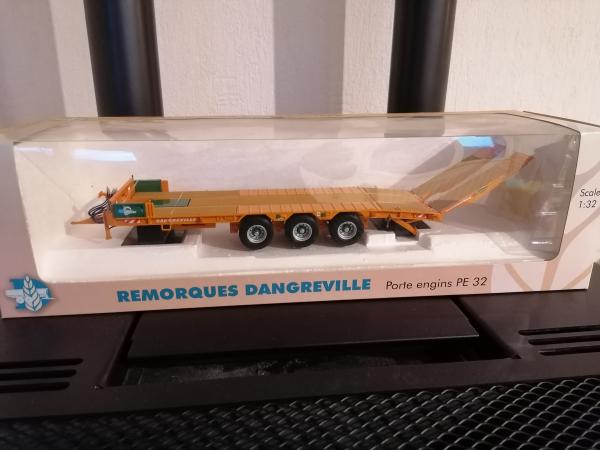 DANGREVILLE
Scale
1:32
REMORQUES DANGREVILLE Porte engins PE 32